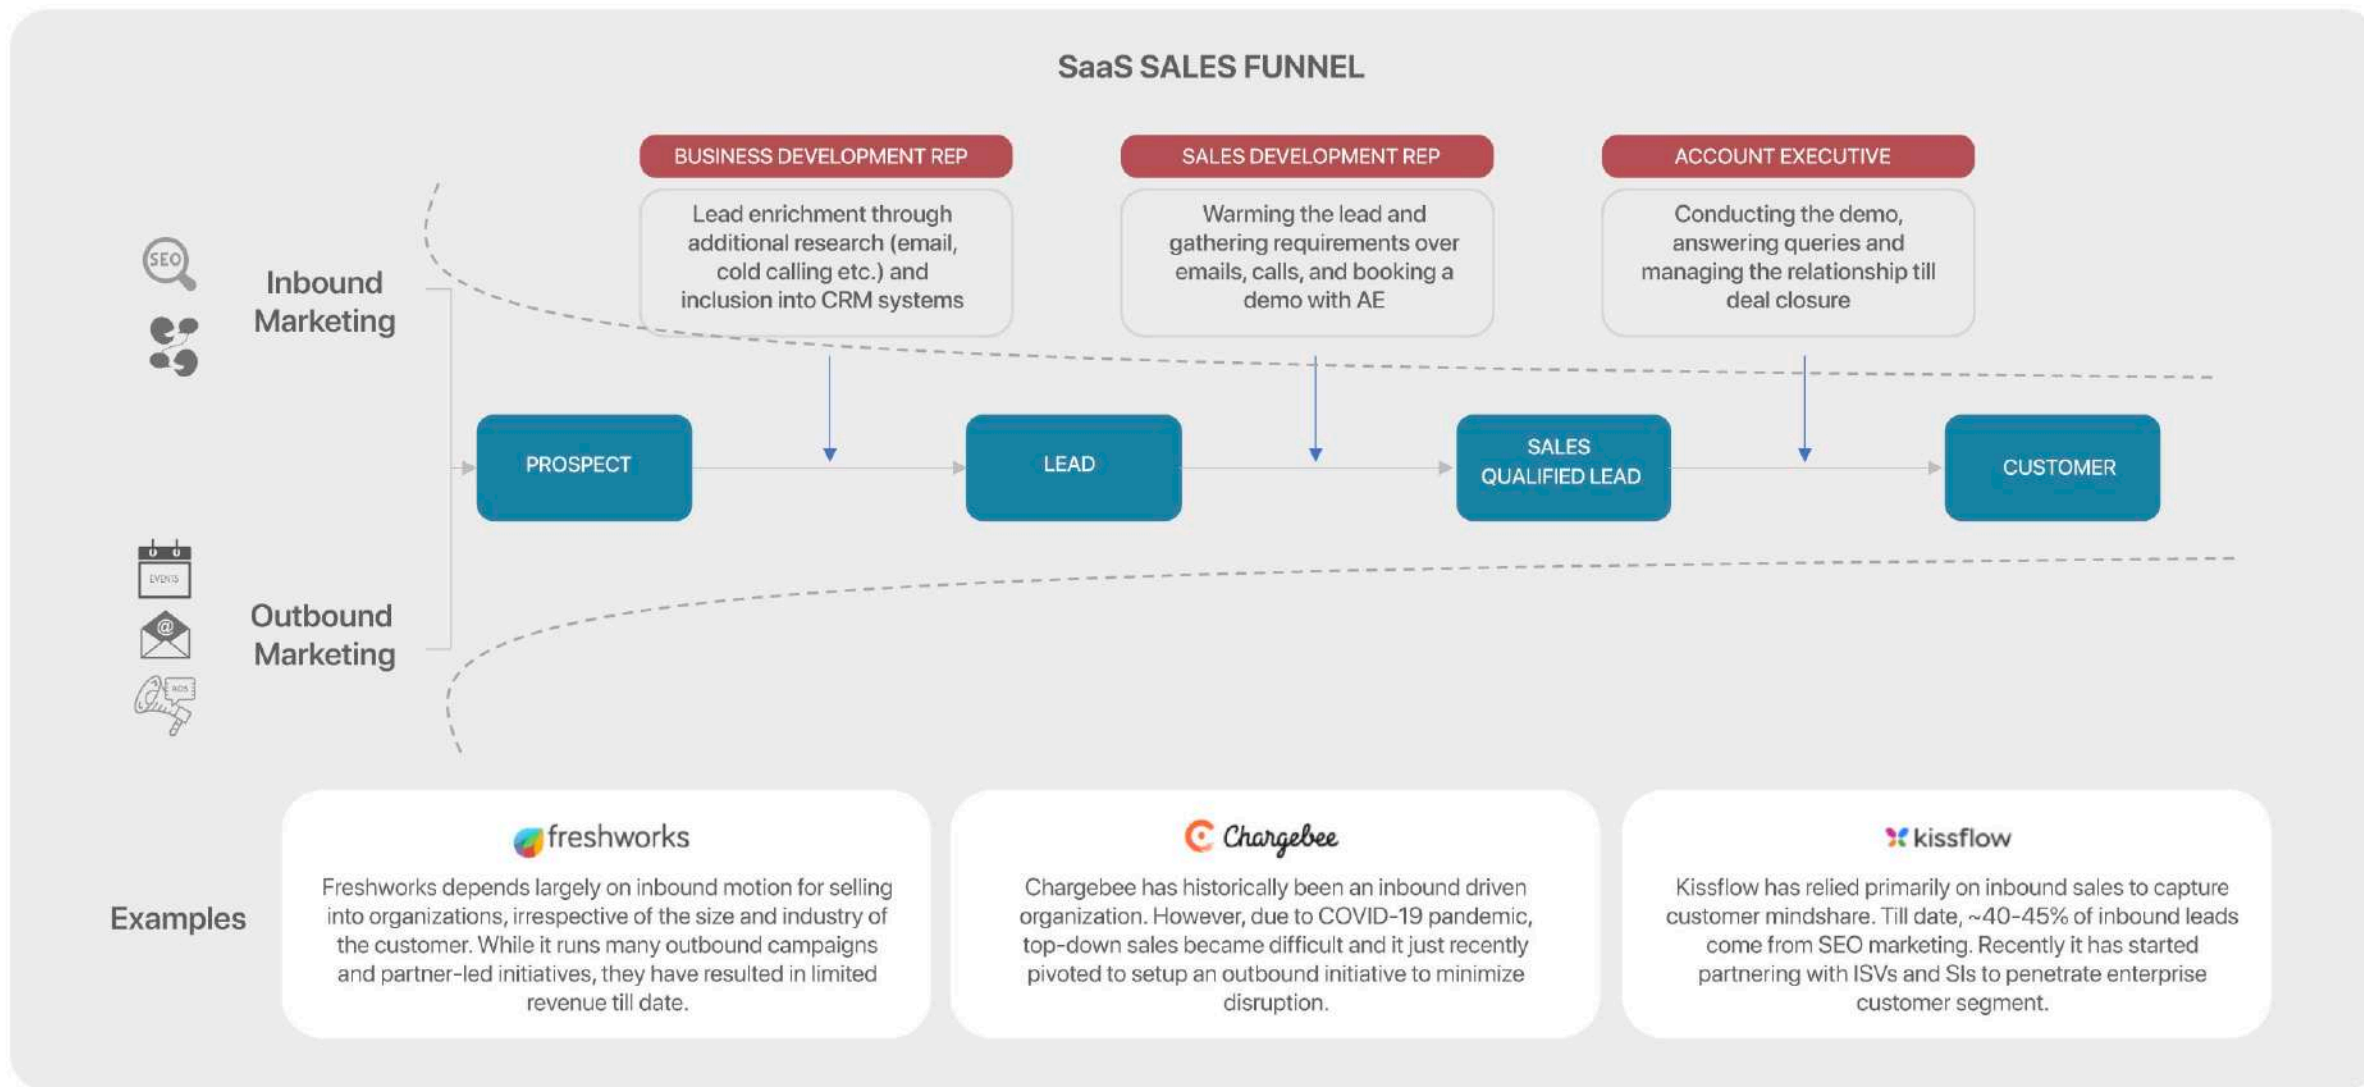 SaaS SALES FUNNEL
BUSINESS DEVELOPMENT REP
Lead enrichment through
additional research (email,
cold calling etc.) and
inclusion into CRM systems
SALES DEVELOPMENT REP
Warming the lead and
gathering requirements over
emails, calls, and booking a
demo with AE
ACCOUNT EXECUTIVE
Conducting the demo,
answering queries and
managing the relationship till
deal closure
SEO
Inbound
Marketing
PROSPECT
LEAD
SALES
QUALIFIED LEAD
CUSTOMER
EVENTS
@
ADS
Outbound
Marketing
Examples
freshworks
Freshworks depends largely on inbound motion for selling
into organizations, irrespective of the size and industry of
the customer. While it runs many outbound campaigns
and partner-led initiatives, they have resulted in limited
revenue till date.
Chargebee
Chargebee has historically been an inbound driven
organization. However, due to COVID-19 pandemic,
top-down sales became difficult and it just recently
pivoted to setup an outbound initiative to minimize
disruption.
kissflow
Kissflow has relied primarily on inbound sales to capture
customer mindshare. Till date, ~40-45% of inbound leads
come from SEO marketing. Recently it has started
partnering with ISVs and SIs to penetrate enterprise
customer segment.